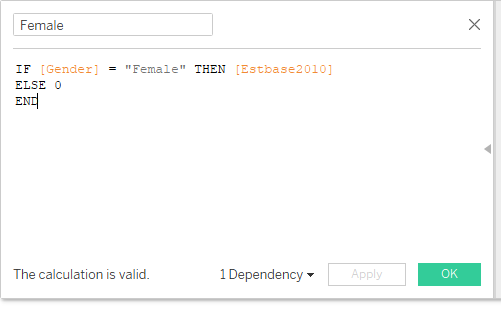 Female
IF [Gender] = "Female" THEN [Estbase2010]
ELSE 0
END
The calculation is valid. 1 Dependency Apply OK